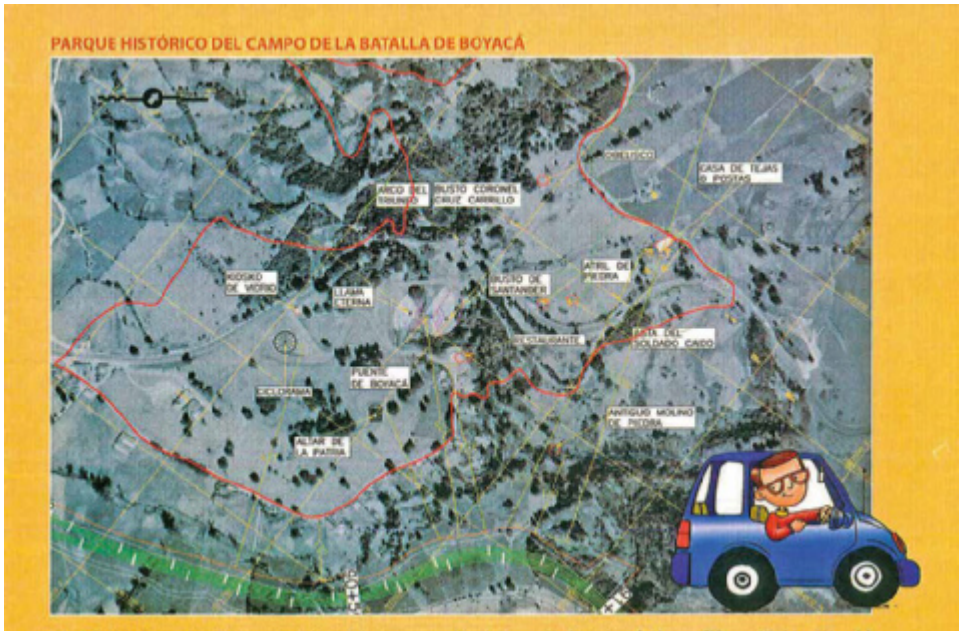 PARQUE HISTÓRICO DEL CAMPO DE LA BATALLA DE BOYACÁ
OBELISCO
CASA DE TEJAS
O POSTAS
ARCO DEL
TRIUNFO
BUSTO CORONEL
CRUZ CARRILLO
KIOSKO
DE VIDRIO
LLAMA
ETERNA
BUSTO DE
SANTANDER
ATRIL DE
PIEDRA
RESTAURANTE
ASTA DEL
SOLDADO CAIDO
PUENTE
DE BOYACÁ
CICLORAMA
ANTIGUO MOLINO
DE PIEDRA
ALTAR DE
LA PATRIA